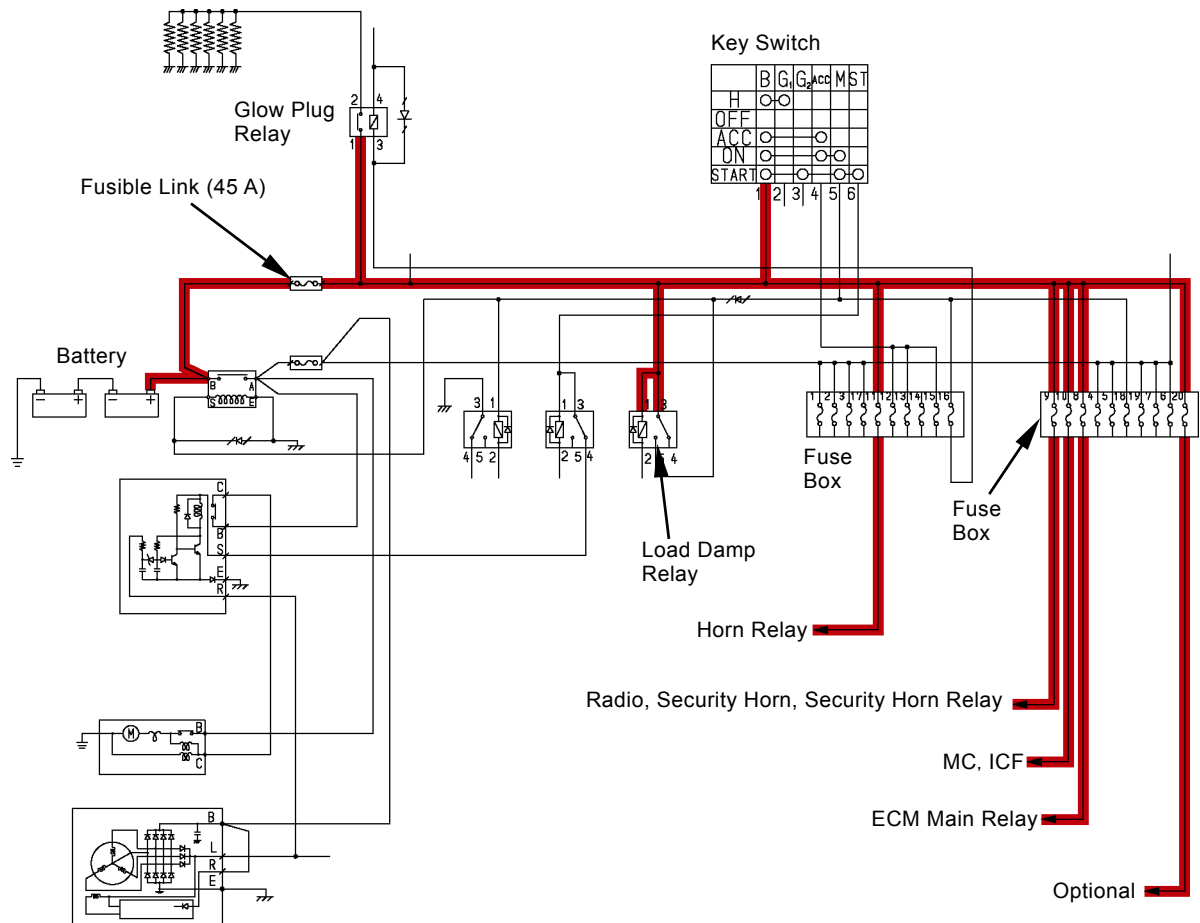 Key Switch
B G1 G2 ACC M ST
H
OFF
ACC
ON
START
1 2 3 4 5 6
2 4
Glow Plug
Relay
1 3
Fusible Link (45 A)
Battery
B A
S E
− + − +
3 1
4 5 2
1 3
2 5 4
1 3
2 5 4
1 2 3 17 11 12 13 14 15 16
9 10 8 4 5 18 19 7 6 20
Fuse
Box
Fuse
Box
Load Damp
Relay
C
B
S
E
R
Horn Relay
Radio, Security Horn, Security Horn Relay
M
B
C
MC, ICF
ECM Main Relay
B
L
R
E
Optional